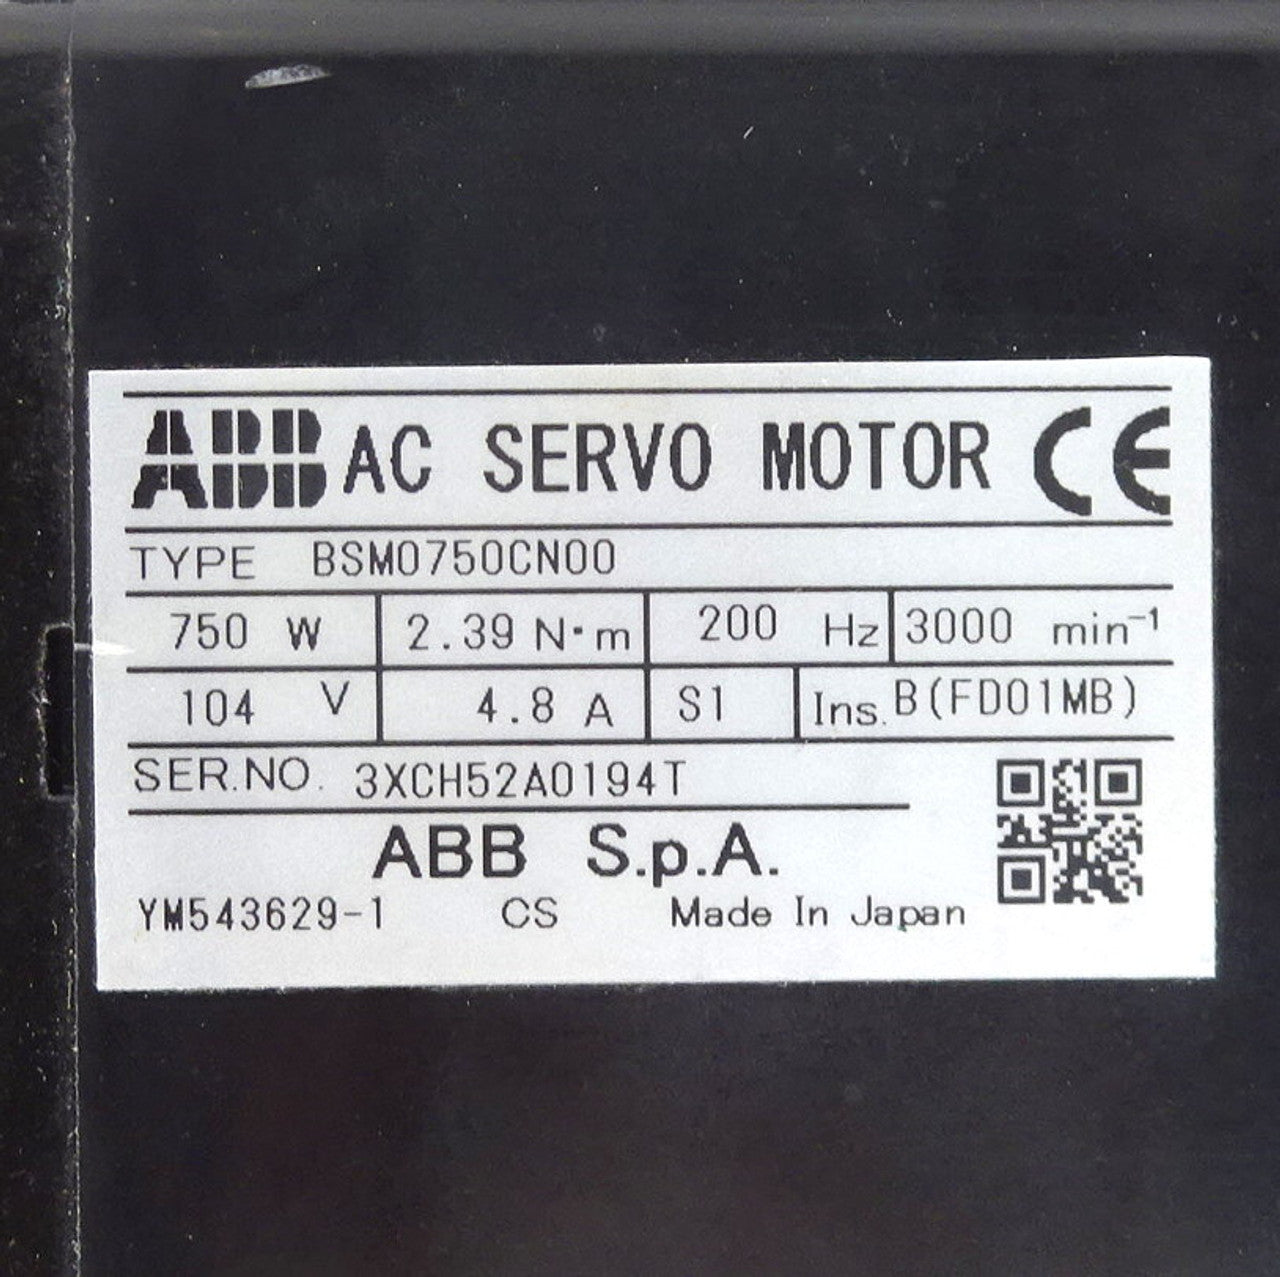 ABB AC SERVO MOTOR CE
TYPE BSM0750CN00
750 W 2.39 N·m 200 Hz 3000 min⁻¹
104 V 4.8 A S1 Ins. B(FD01MB)
SER.NO. 3XCH52A0194T
ABB S.p.A.
YM543629-1 CS Made In Japan